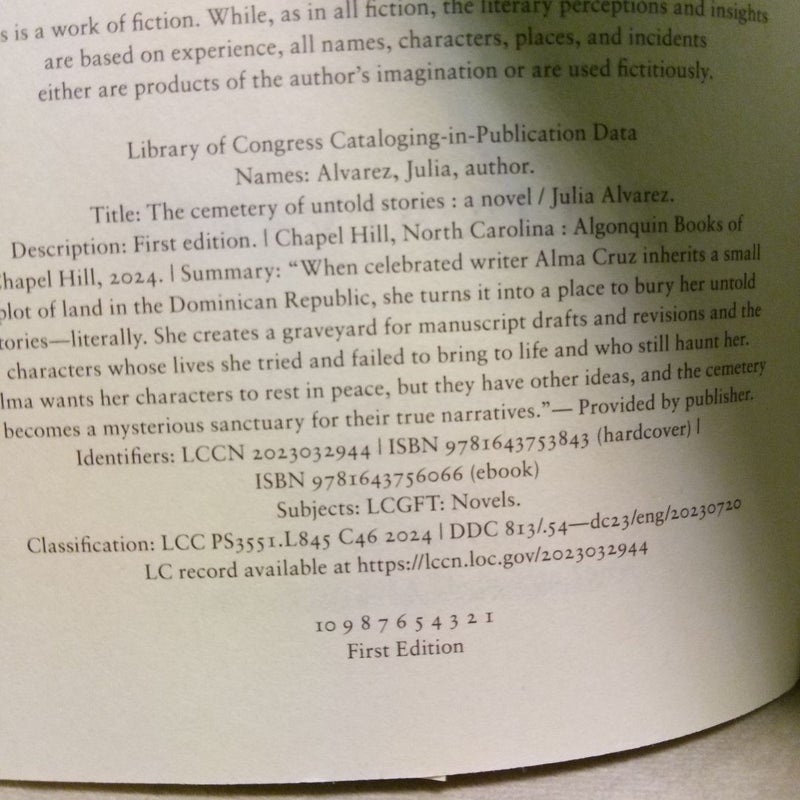 s is a work of fiction. While, as in all fiction, the literary perceptions and insights
are based on experience, all names, characters, places, and incidents
either are products of the author's imagination or are used fictitiously.
Library of Congress Cataloging-in-Publication Data
Names: Alvarez, Julia, author.
Title: The cemetery of untold stories : a novel / Julia Alvarez.
Description: First edition. | Chapel Hill, North Carolina : Algonquin Books of
hapel Hill, 2024. | Summary: “When celebrated writer Alma Cruz inherits a small
plot of land in the Dominican Republic, she turns it into a place to bury her untold
tories—literally. She creates a graveyard for manuscript drafts and revisions and the
characters whose lives she tried and failed to bring to life and who still haunt her.
lma wants her characters to rest in peace, but they have other ideas, and the cemetery
becomes a mysterious sanctuary for their true narratives.”— Provided by publisher.
Identifiers: LCCN 2023032944 | ISBN 9781643753843 (hardcover) |
ISBN 9781643756066 (ebook)
Subjects: LCGFT: Novels.
Classification: LCC PS3551.L845 C46 2024 | DDC 813/.54—dc23/eng/20230720
LC record available at https://lccn.loc.gov/2023032944
10 9 8 7 6 5 4 3 2 1
First Edition